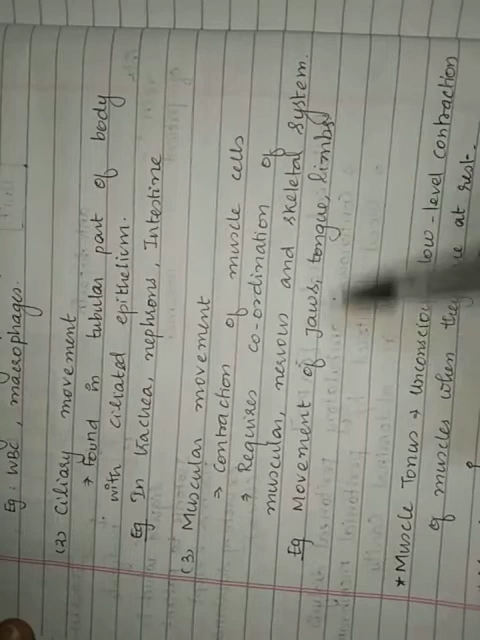 Eg: WBC, macrophages.
(2) Ciliary movement
→ Found in tubular part of body
with ciliated epithelium.
Eg In trachea, nephrons, Intestine
(3) Muscular movement
→ Contraction of muscle cells
→ Requires co-ordination of
muscular, nervous and skeletal system.
Eg Movement of jaws, tongue, limbs
* Muscle Tonus → Unconscious low-level contraction
of muscles when they at rest.